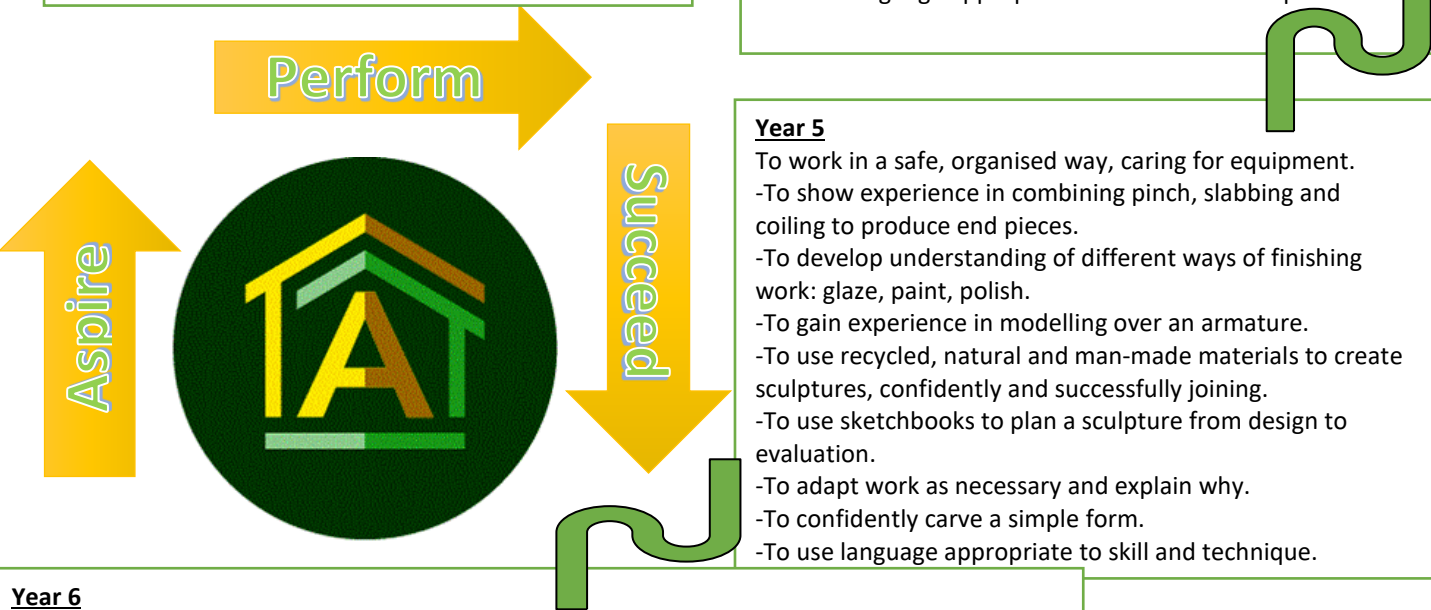 Perform
Aspire
Succeed
A
Year 5
To work in a safe, organised way, caring for equipment.
-To show experience in combining pinch, slabbing and
coiling to produce end pieces.
-To develop understanding of different ways of finishing
work: glaze, paint, polish.
-To gain experience in modelling over an armature.
-To use recycled, natural and man-made materials to create
sculptures, confidently and successfully joining.
-To use sketchbooks to plan a sculpture from design to
evaluation.
-To adapt work as necessary and explain why.
-To confidently carve a simple form.
-To use language appropriate to skill and technique.
Year 6